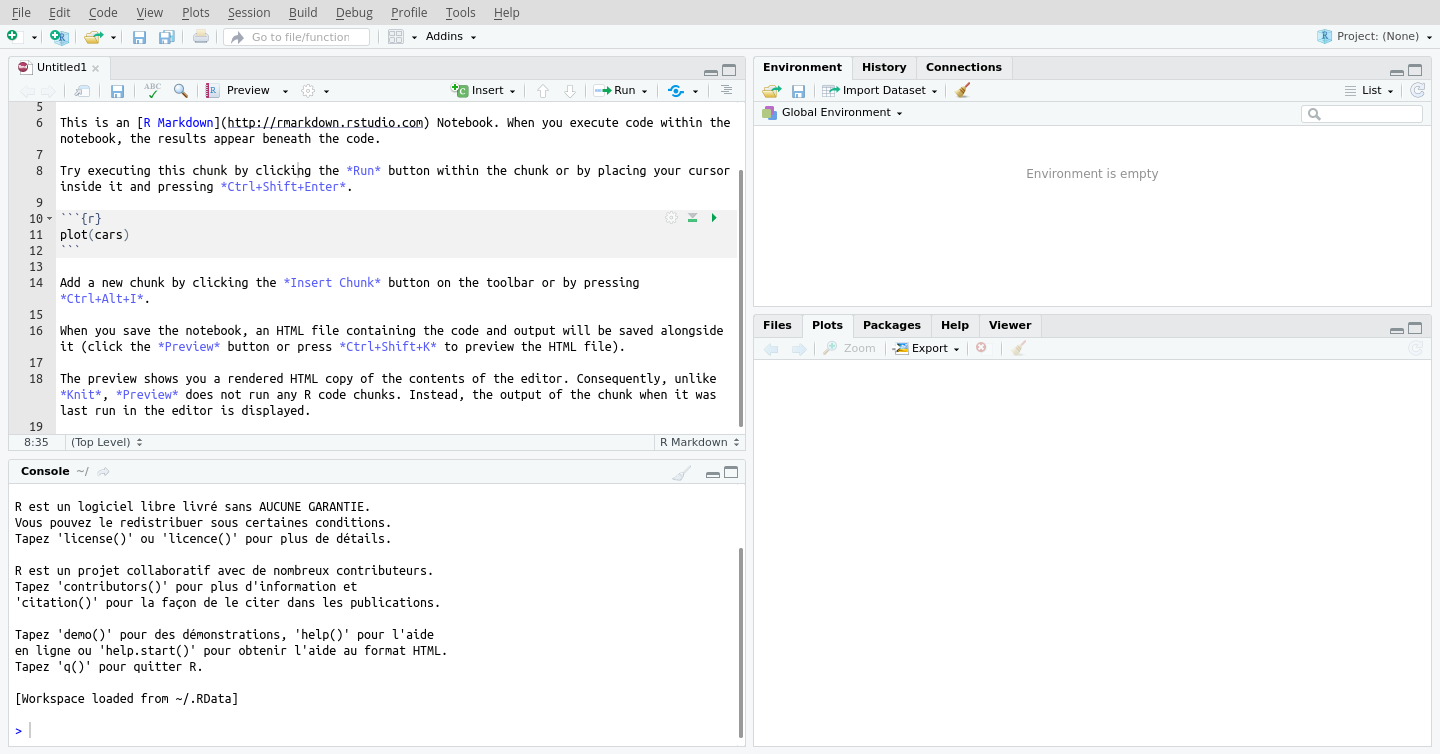 File Edit Code View Plots Session Build Debug Profile Tools Help
Go to file/function Addins Project: (None)
Untitled1
ABC Preview Insert Run
5
6 This is an [R Markdown](http://rmarkdown.rstudio.com) Notebook. When you execute code within the
notebook, the results appear beneath the code.
7
8 Try executing this chunk by clicking the *Run* button within the chunk or by placing your cursor
inside it and pressing *Ctrl+Shift+Enter*.
9
10 ```{r}
11 plot(cars)
12 ```
13
14 Add a new chunk by clicking the *Insert Chunk* button on the toolbar or by pressing
*Ctrl+Alt+I*.
15
16 When you save the notebook, an HTML file containing the code and output will be saved alongside
it (click the *Preview* button or press *Ctrl+Shift+K* to preview the HTML file).
17
18 The preview shows you a rendered HTML copy of the contents of the editor. Consequently, unlike
*Knit*, *Preview* does not run any R code chunks. Instead, the output of the chunk when it was
last run in the editor is displayed.
19
8:35 (Top Level) R Markdown
Console ~/
R est un logiciel libre livré sans AUCUNE GARANTIE.
Vous pouvez le redistribuer sous certaines conditions.
Tapez 'license()' ou 'licence()' pour plus de détails.
R est un projet collaboratif avec de nombreux contributeurs.
Tapez 'contributors()' pour plus d'information et
'citation()' pour la façon de le citer dans les publications.
Tapez 'demo()' pour des démonstrations, 'help()' pour l'aide
en ligne ou 'help.start()' pour obtenir l'aide au format HTML.
Tapez 'q()' pour quitter R.
[Workspace loaded from ~/.RData]
>
Environment History Connections
Import Dataset List
Global Environment
Environment is empty
Files Plots Packages Help Viewer
Zoom Export